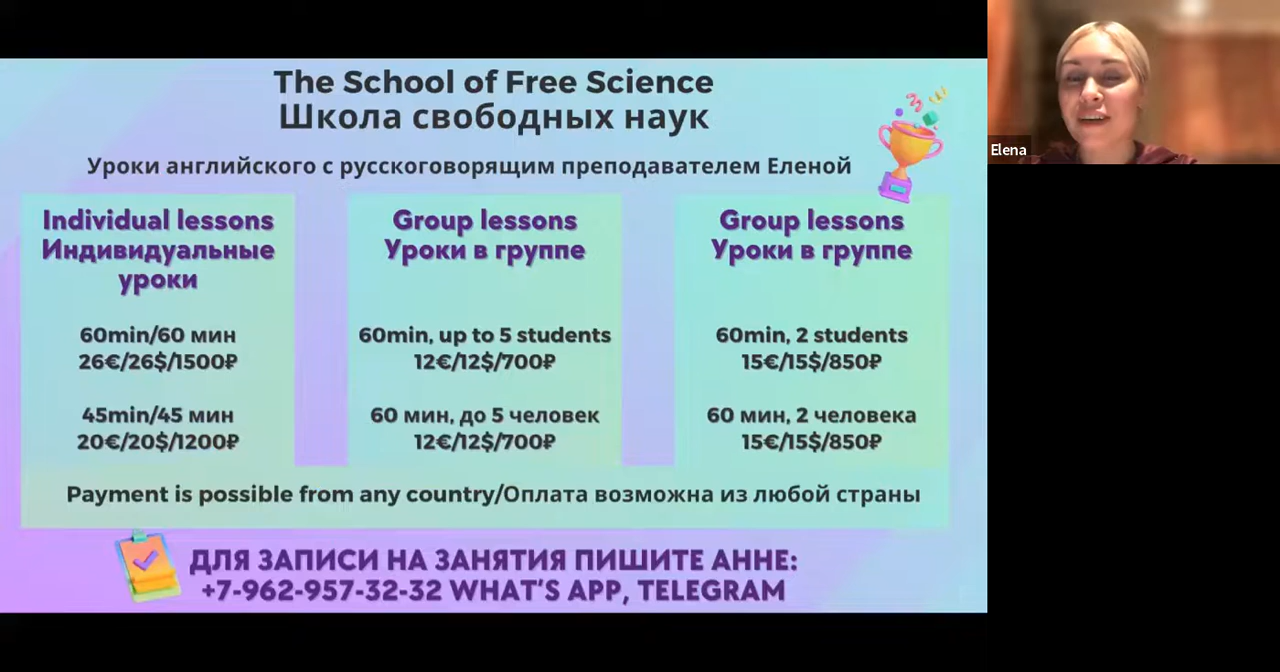 The School of Free Science
Школа свободных наук
Уроки английского с русскоговорящим преподавателем Еленой
Individual lessons
Индивидуальные
уроки
60min/60 мин
26€/26$/1500₽
45min/45 мин
20€/20$/1200₽
Group lessons
Уроки в группе
60min, up to 5 students
12€/12$/700₽
60 мин, до 5 человек
12€/12$/700₽
Group lessons
Уроки в группе
60min, 2 students
15€/15$/850₽
60 мин, 2 человека
15€/15$/850₽
Payment is possible from any country/Оплата возможна из любой страны
ДЛЯ ЗАПИСИ НА ЗАНЯТИЯ ПИШИТЕ АННЕ:
+7-962-957-32-32 WHAT'S APP, TELEGRAM
Elena